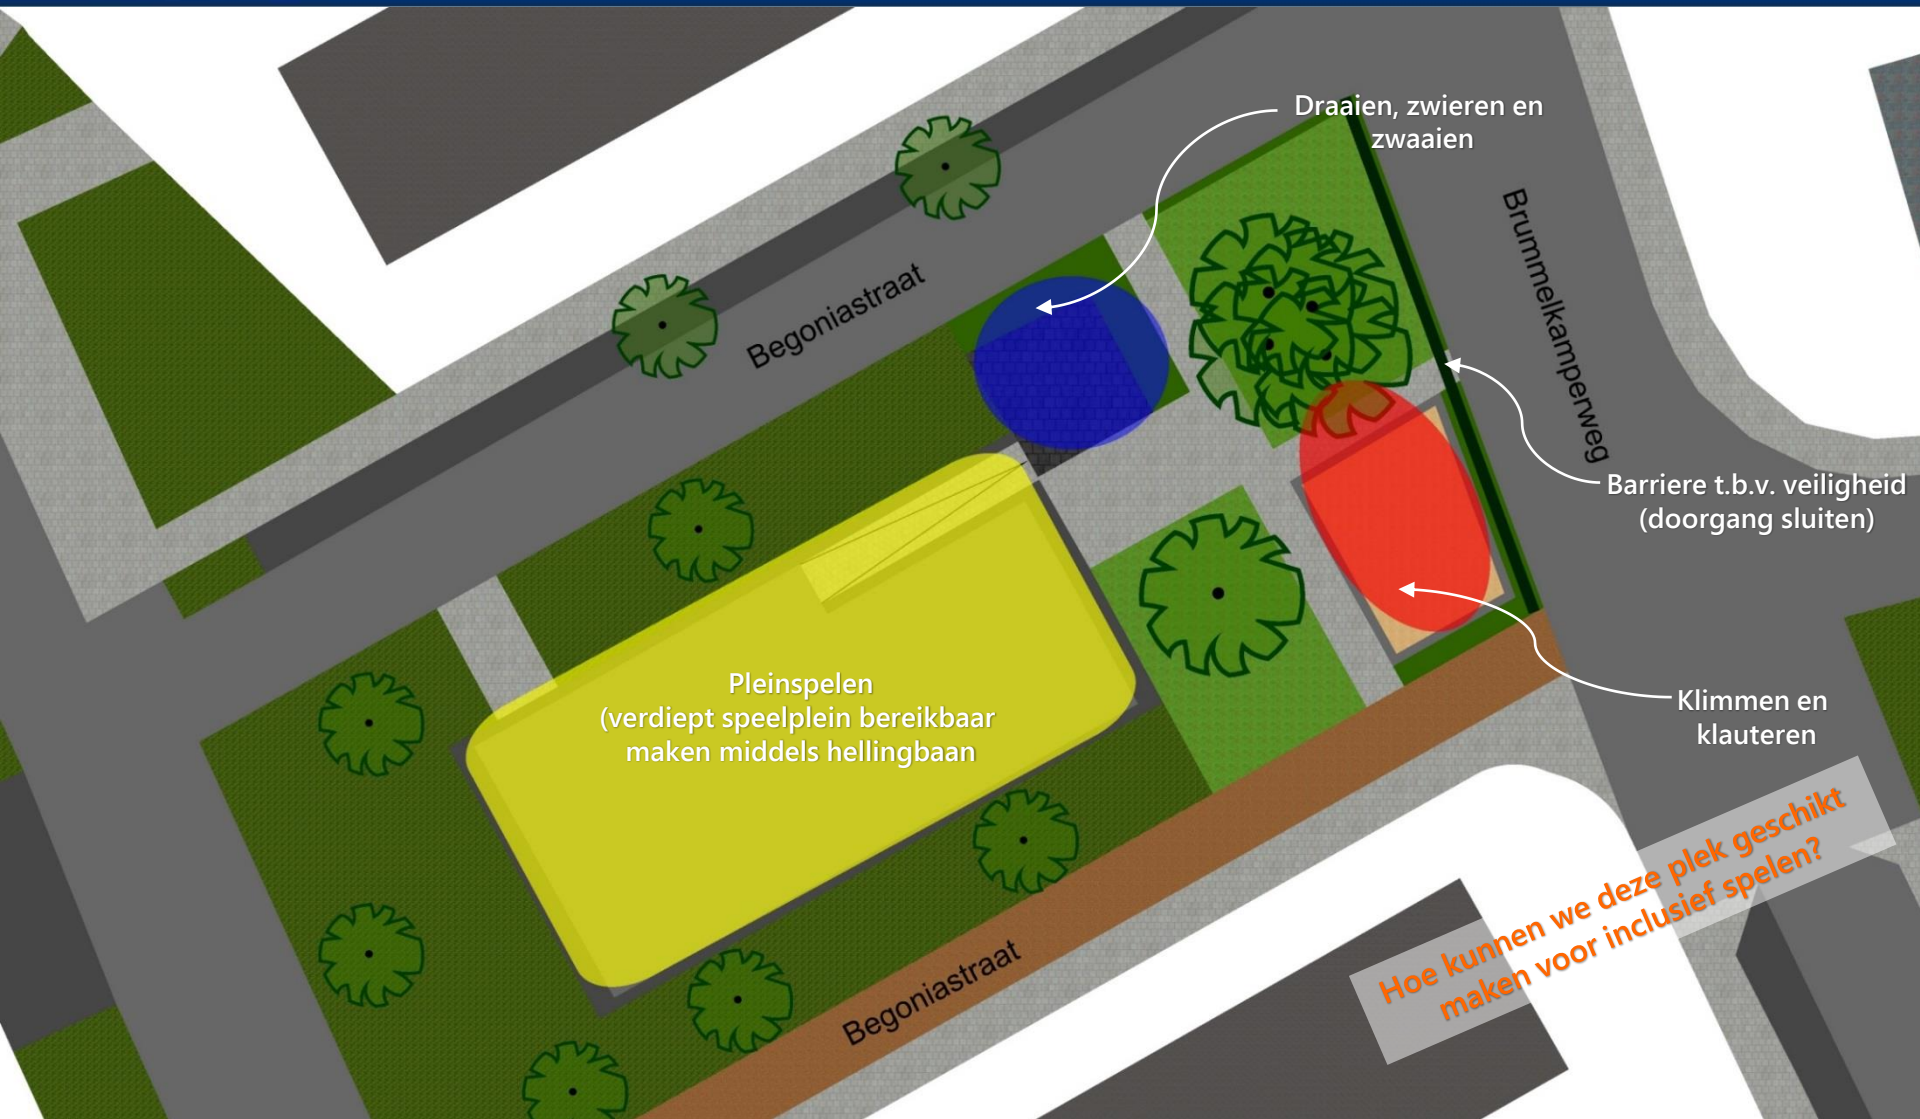 Draaien, zwieren en
zwaaien
Brummelkamperweg
Begoniastraat
Barriere t.b.v. veiligheid
(doorgang sluiten)
Pleinspelen
(verdiept speelplein bereikbaar
maken middels hellingbaan
Klimmen en
klauteren
Hoe kunnen we deze plek geschikt
maken voor inclusief spelen?
Begoniastraat